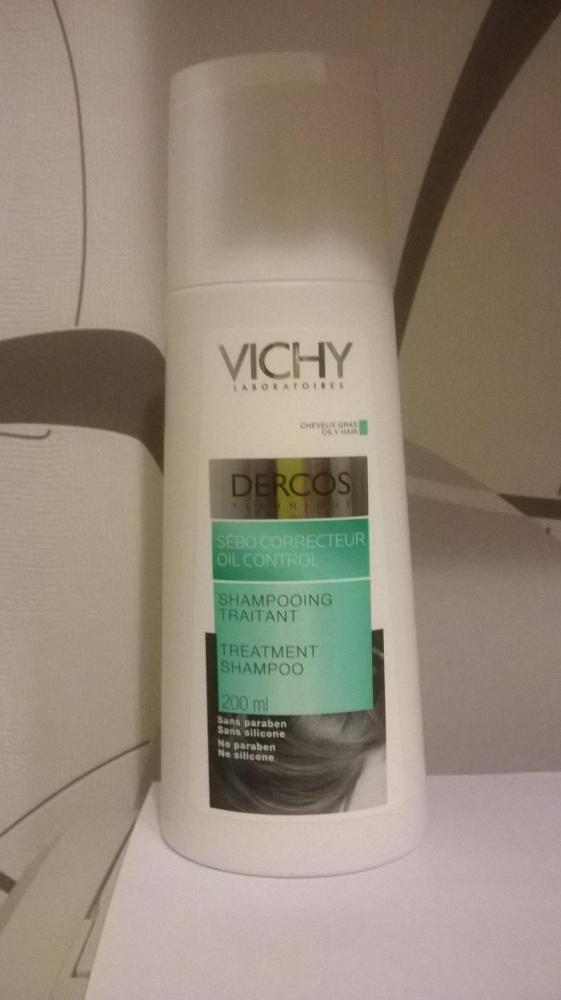 VICHY
LABORATOIRES
CHEVEUX GRAS
OILY HAIR
DERCOS
TECHNIQUE
SÉBO CORRECTEUR
OIL CONTROL
SHAMPOOING
TRAITANT
TREATMENT
SHAMPOO
200 ml
Sans paraben
Sans silicone
No paraben
No silicone